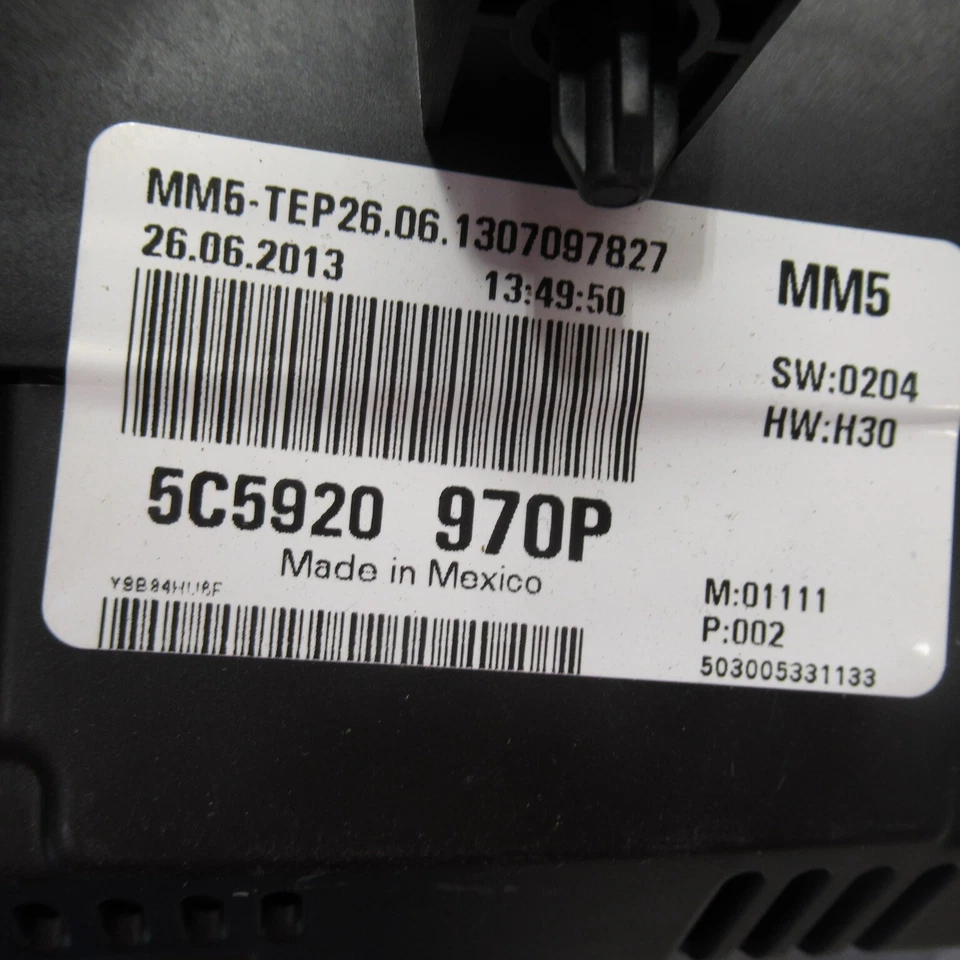 MM5-TEP26.06.1307097827
26.06.2013 13:49:50
MM5
SW:0204
HW:H30
5C5920 970P
Made in Mexico
M:01111
P:002
503005331133